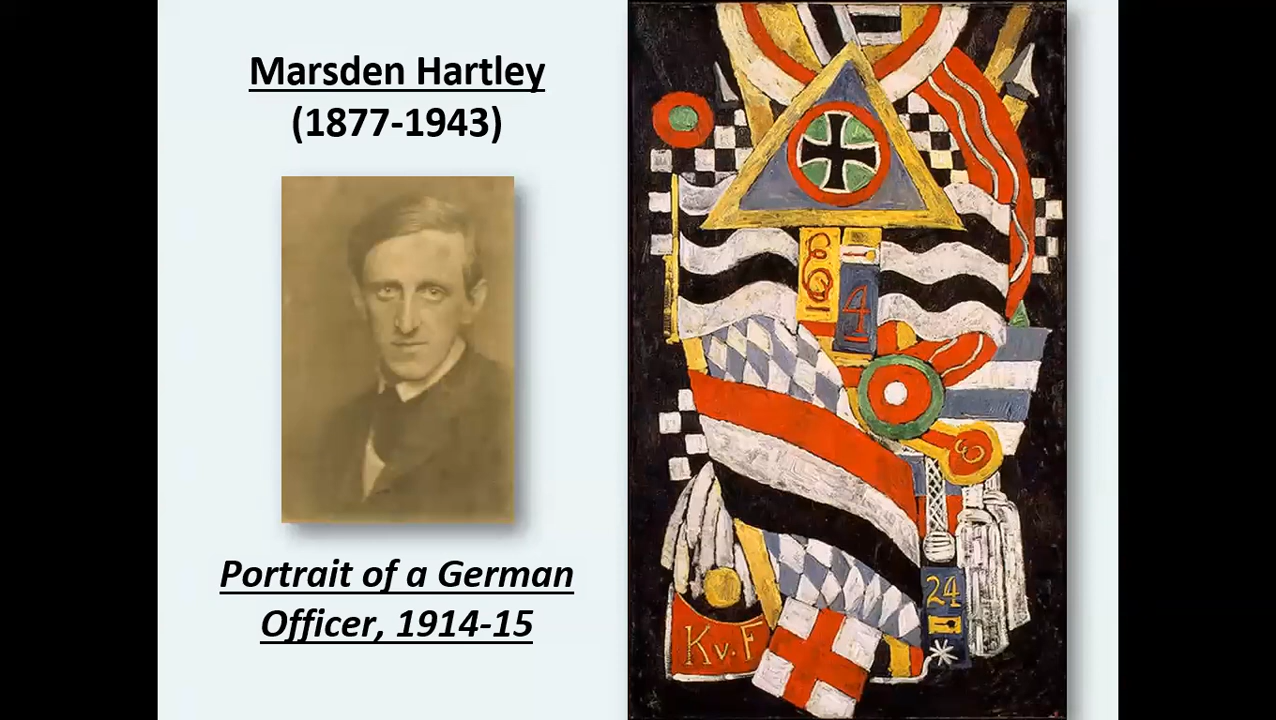 Marsden Hartley
(1877-1943)
Portrait of a German
Officer, 1914-15
E
4
24
Kv.F